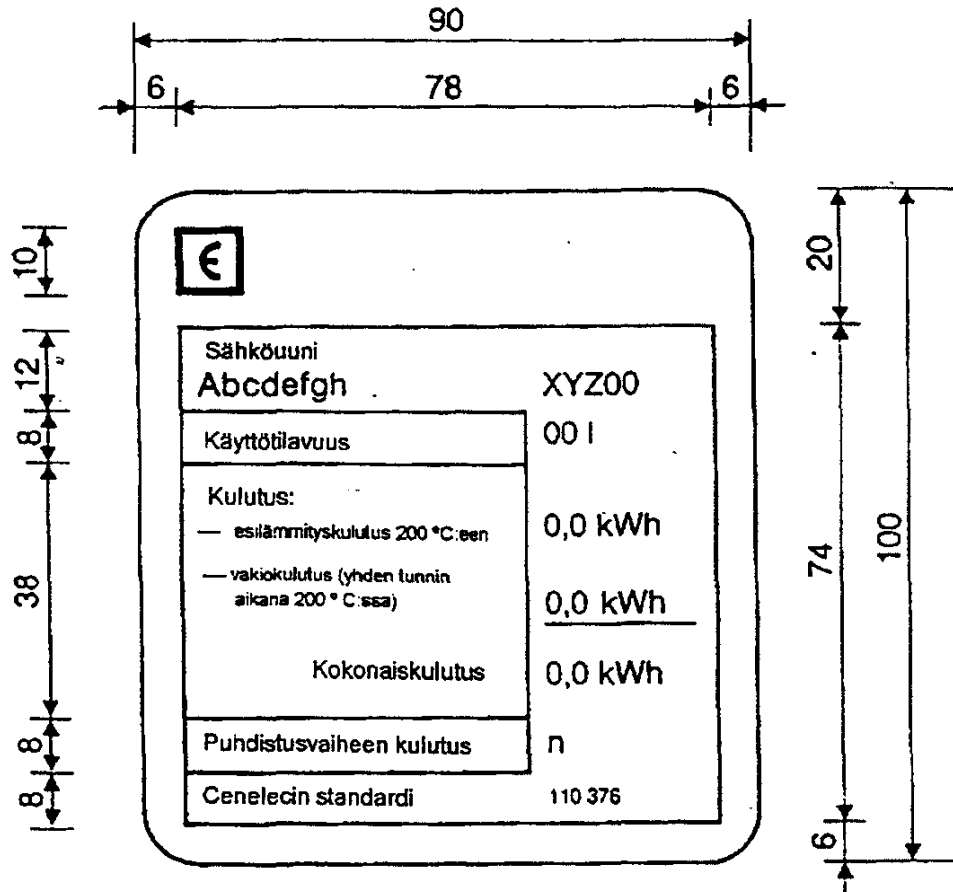 90
6 78 6
10
20
Є
Sähköuuni
12
Abcdefgh XYZ00
8
Käyttötilavuus 00 l
Kulutus:
— esilämmityskulutus 200 °C:een 0,0 kWh
38
74
100
— vakiokulutus (yhden tunnin
aikana 200 ° C:ssa) 0,0 kWh
Kokonaiskulutus 0,0 kWh
8
Puhdistusvaiheen kulutus n
8
Cenelecin standardi 110 376
6